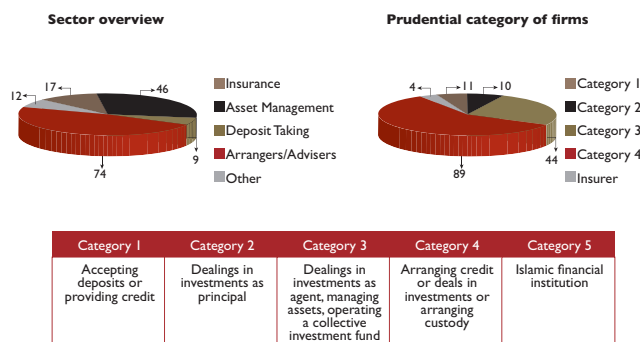 Sector overview
17
46
12
74
9
Insurance
Asset Management
Deposit Taking
Arrangers/Advisers
Other
Prudential category of firms
4
11
10
89
44
Category 1
Category 2
Category 3
Category 4
Insurer
Category 1
Accepting
deposits or
providing credit
Category 2
Dealings in
investments as
principal
Category 3
Dealings in
investments as
agent, managing
assets, operating
a collective
investment fund
Category 4
Arranging credit
or deals in
investments or
arranging
custody
Category 5
Islamic financial
institution